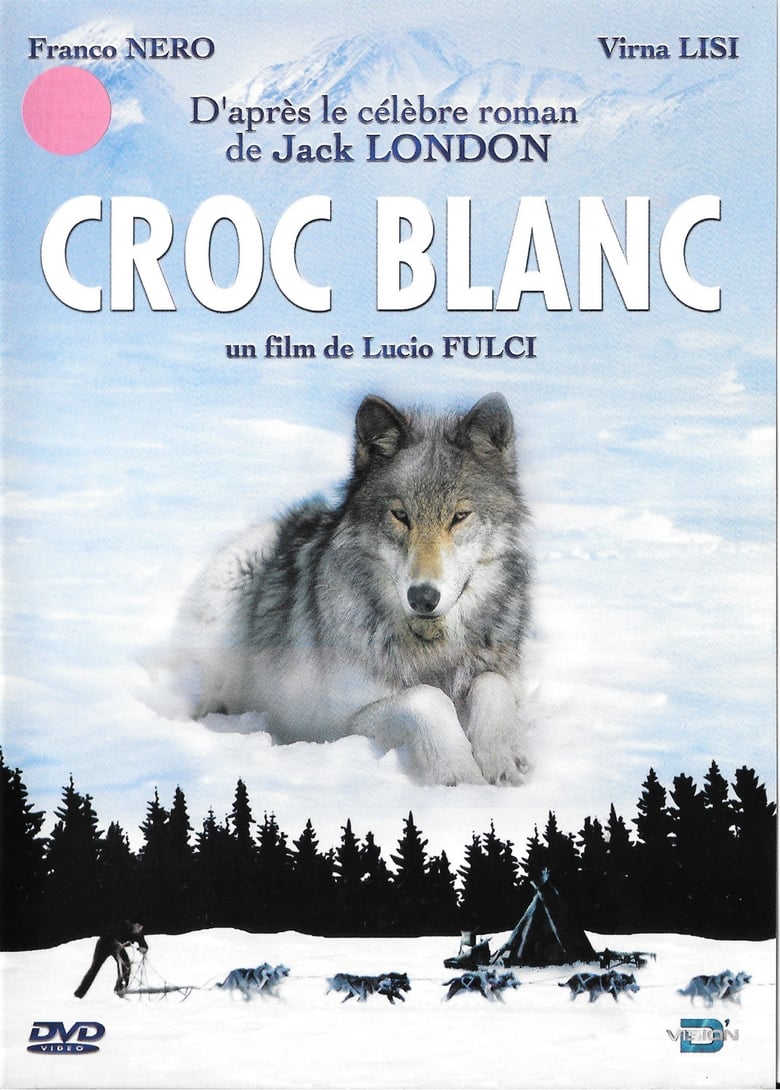 Franco NERO
Virna LISI
D'après le célèbre roman
de Jack LONDON
CROC BLANC
un film de Lucio FULCI
DVD
VIDEO
D'
VISION